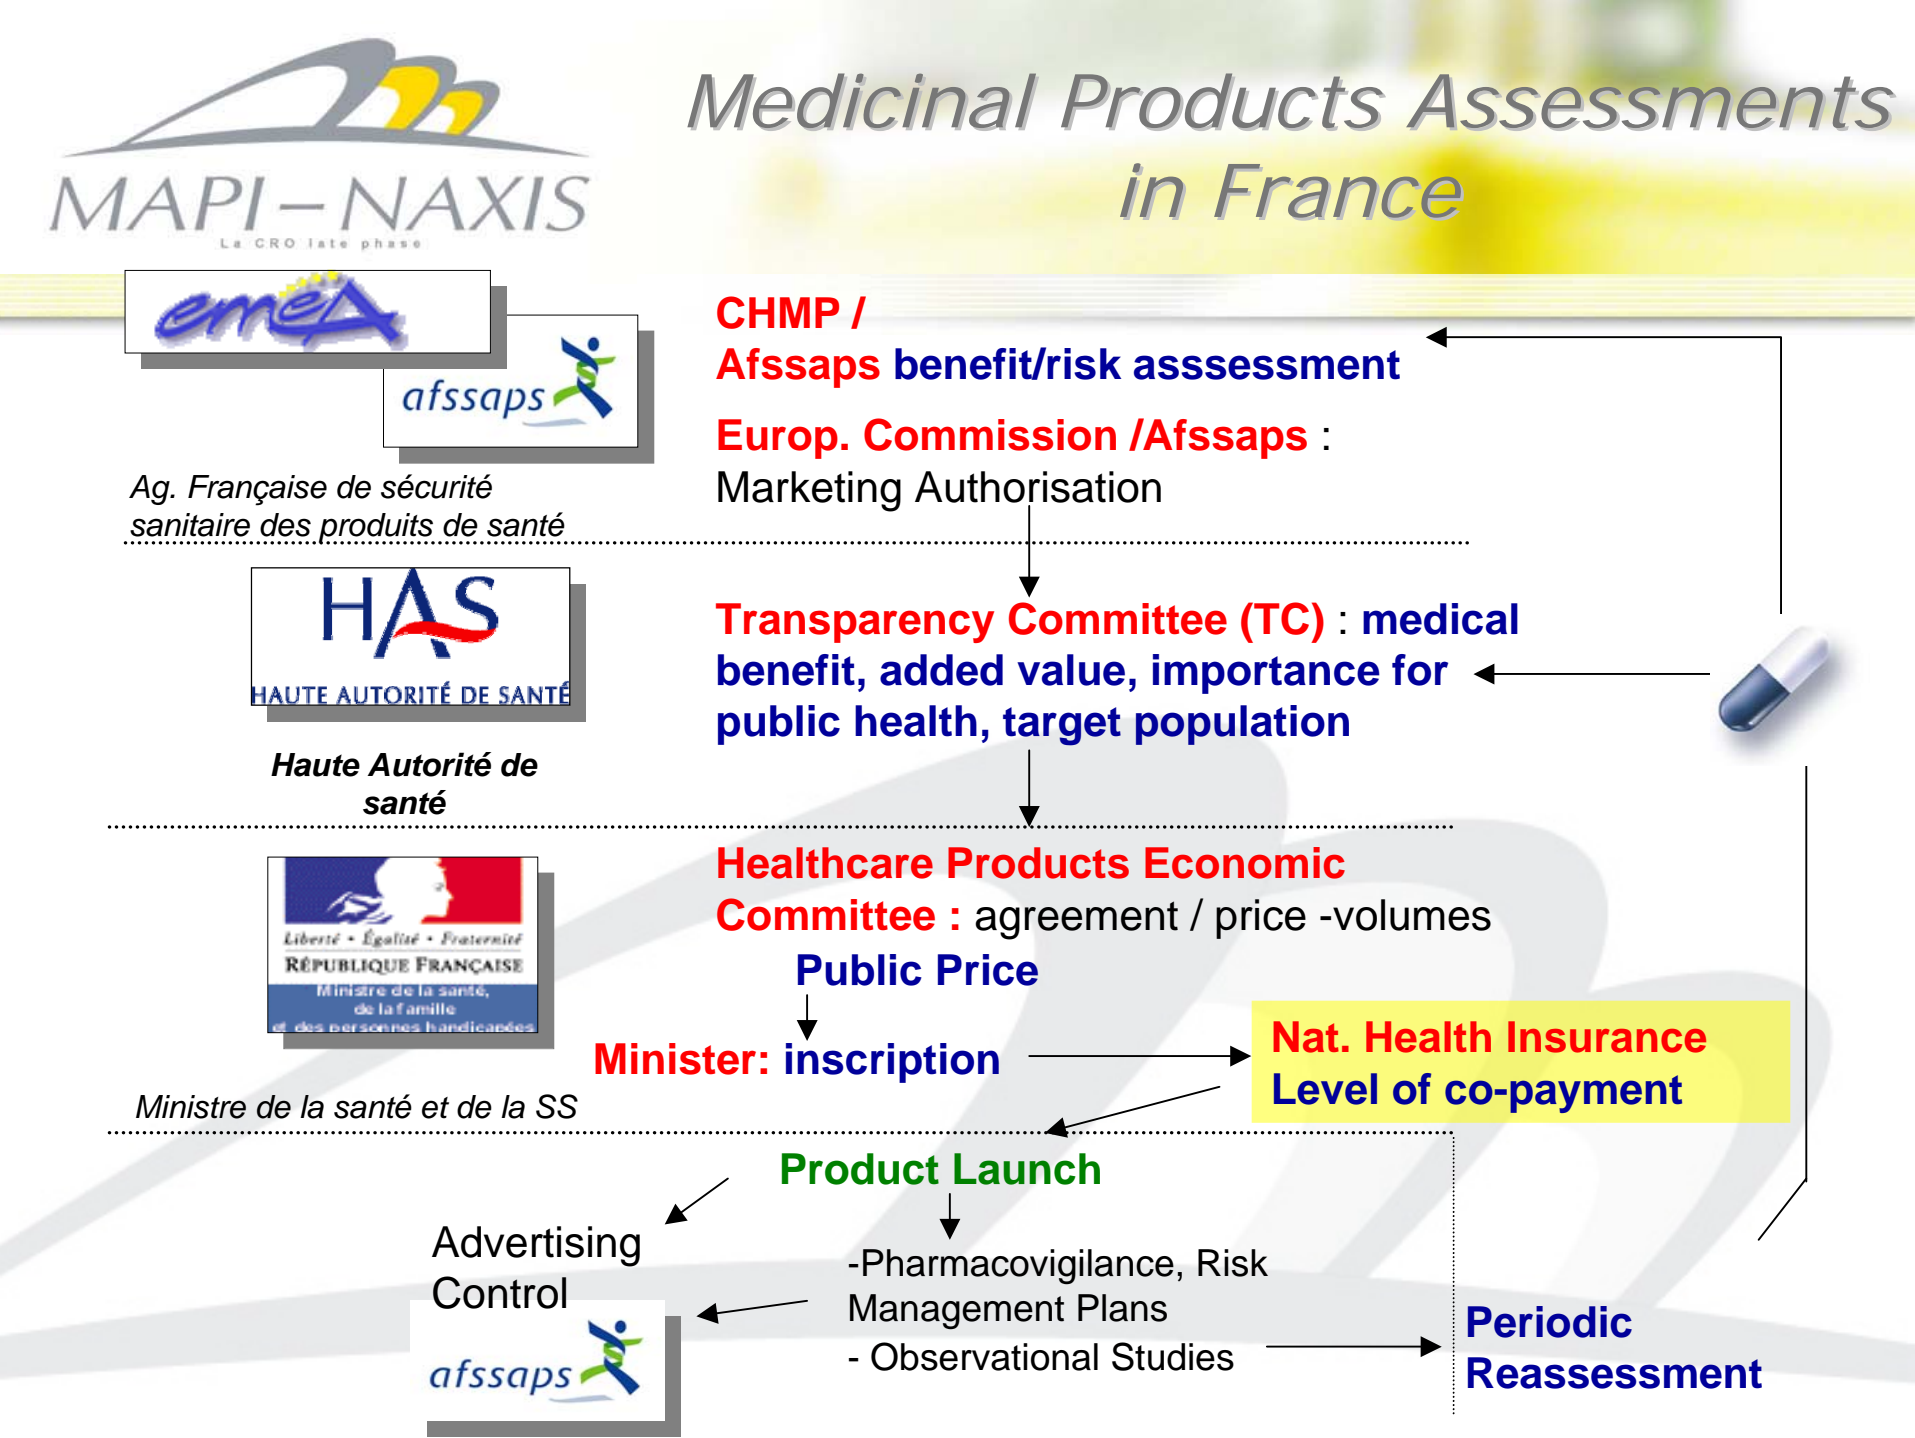 MAPI–NAXIS
La CRO late phase
Medicinal Products Assessments
in France
emeA
afssaps
Ag. Française de sécurité
sanitaire des produits de santé
CHMP /
Afssaps benefit/risk asssessment
Europ. Commission /Afssaps :
Marketing Authorisation
HAS
HAUTE AUTORITÉ DE SANTÉ
Haute Autorité de
santé
Transparency Committee (TC) : medical
benefit, added value, importance for
public health, target population
Liberté • Égalité • Fraternité
RÉPUBLIQUE FRANÇAISE
Ministre de la santé,
de la famille
et des personnes handicapées
Ministre de la santé et de la SS
Healthcare Products Economic
Committee : agreement / price -volumes
Public Price
Minister: inscription
Nat. Health Insurance
Level of co-payment
Product Launch
Advertising
Control
afssaps
-Pharmacovigilance, Risk
Management Plans
- Observational Studies
Periodic
Reassessment